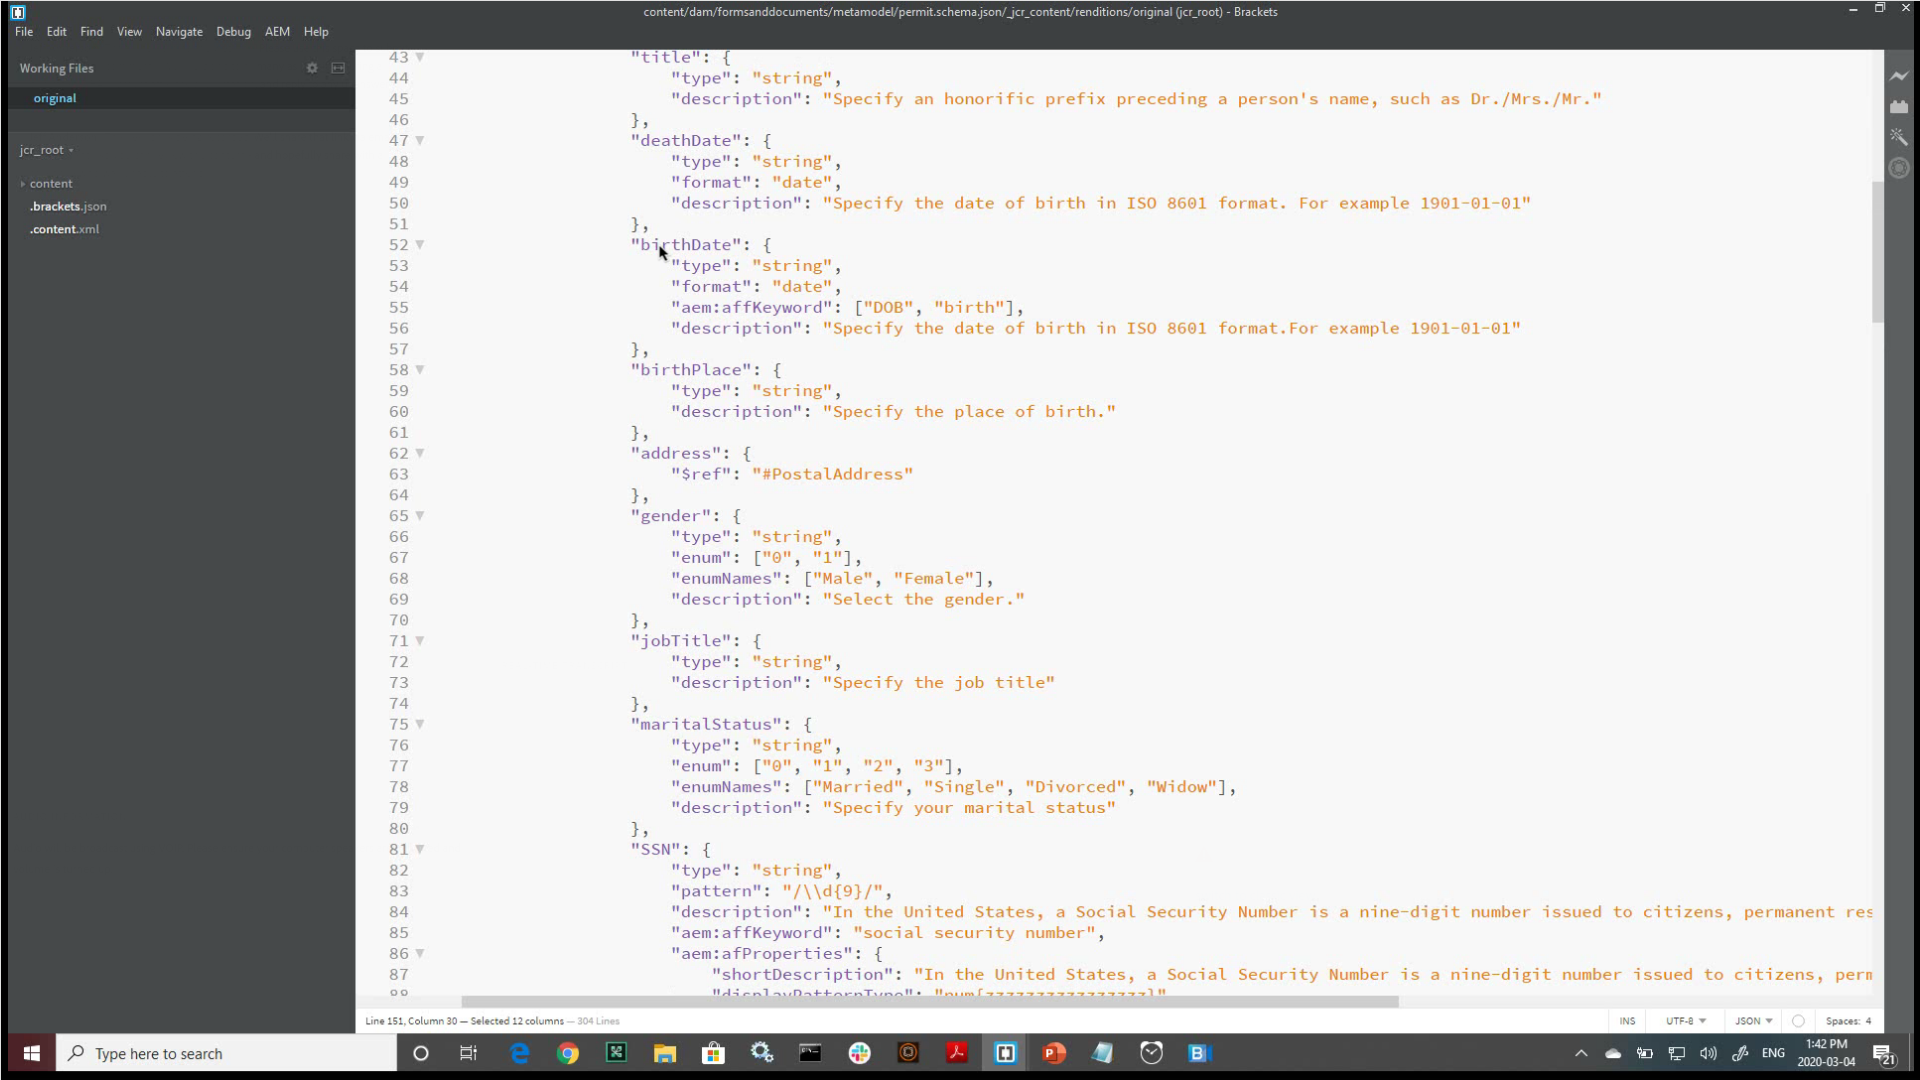 content/dam/formsanddocuments/metamodel/permit.schema.json/_jcr_content/renditions/original (jcr_root) - Brackets
File Edit Find View Navigate Debug AEM Help
Working Files
original
jcr_root
content
.brackets.json
.content.xml
43 "title": {
44 "type": "string",
45 "description": "Specify an honorific prefix preceding a person's name, such as Dr./Mrs./Mr."
46 },
47 "deathDate": {
48 "type": "string",
49 "format": "date",
50 "description": "Specify the date of birth in ISO 8601 format. For example 1901-01-01"
51 },
52 "birthDate": {
53 "type": "string",
54 "format": "date",
55 "aem:affKeyword": ["DOB", "birth"],
56 "description": "Specify the date of birth in ISO 8601 format.For example 1901-01-01"
57 },
58 "birthPlace": {
59 "type": "string",
60 "description": "Specify the place of birth."
61 },
62 "address": {
63 "$ref": "#PostalAddress"
64 },
65 "gender": {
66 "type": "string",
67 "enum": ["0", "1"],
68 "enumNames": ["Male", "Female"],
69 "description": "Select the gender."
70 },
71 "jobTitle": {
72 "type": "string",
73 "description": "Specify the job title"
74 },
75 "maritalStatus": {
76 "type": "string",
77 "enum": ["0", "1", "2", "3"],
78 "enumNames": ["Married", "Single", "Divorced", "Widow"],
79 "description": "Specify your marital status"
80 },
81 "SSN": {
82 "type": "string",
83 "pattern": "/\\d{9}/",
84 "description": "In the United States, a Social Security Number is a nine-digit number issued to citizens, permanent res
85 "aem:affKeyword": "social security number",
86 "aem:afProperties": {
87 "shortDescription": "In the United States, a Social Security Number is a nine-digit number issued to citizens, perm
88 "displayPatternType":
Line 151, Column 30 — Selected 12 columns — 304 Lines
INS UTF-8 JSON Spaces: 4
Type here to search
ENG
1:42 PM
2020-03-04
21